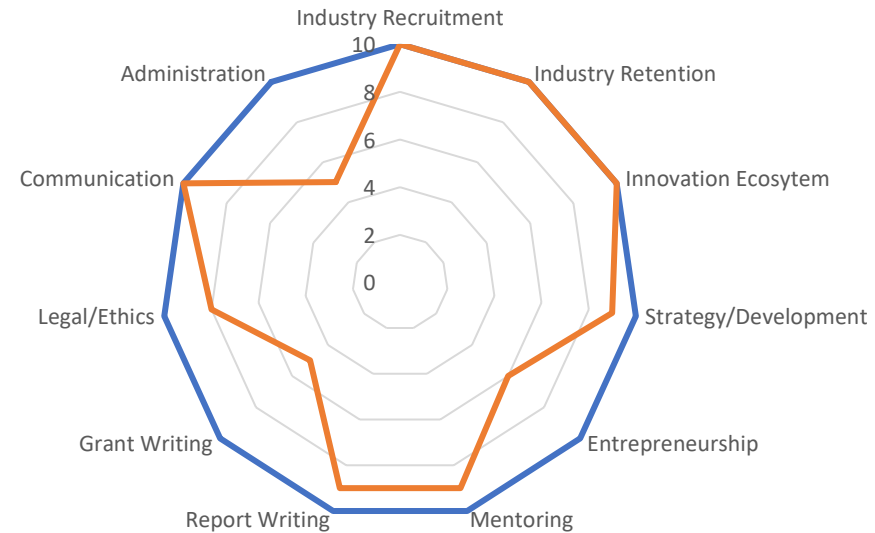 Industry Recruitment
Industry Retention
Innovation Ecosytem
Strategy/Development
Entrepreneurship
Mentoring
Report Writing
Grant Writing
Legal/Ethics
Communication
Administration
10
8
6
4
2
0